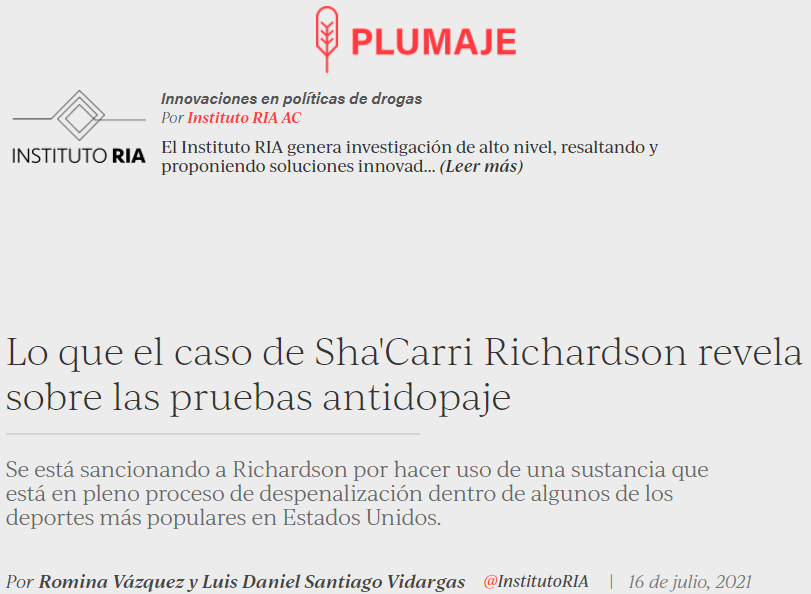 PLUMAJE
Innovaciones en políticas de drogas
Por Instituto RIA AC
INSTITUTO RIA
El Instituto RIA genera investigación de alto nivel, resaltando y
proponiendo soluciones innovad... (Leer más)
Lo que el caso de Sha'Carri Richardson revela
sobre las pruebas antidopaje
Se está sancionando a Richardson por hacer uso de una sustancia que
está en pleno proceso de despenalización dentro de algunos de los
deportes más populares en Estados Unidos.
Por Romina Vázquez y Luis Daniel Santiago Vidargas @InstitutoRIA | 16 de julio, 2021